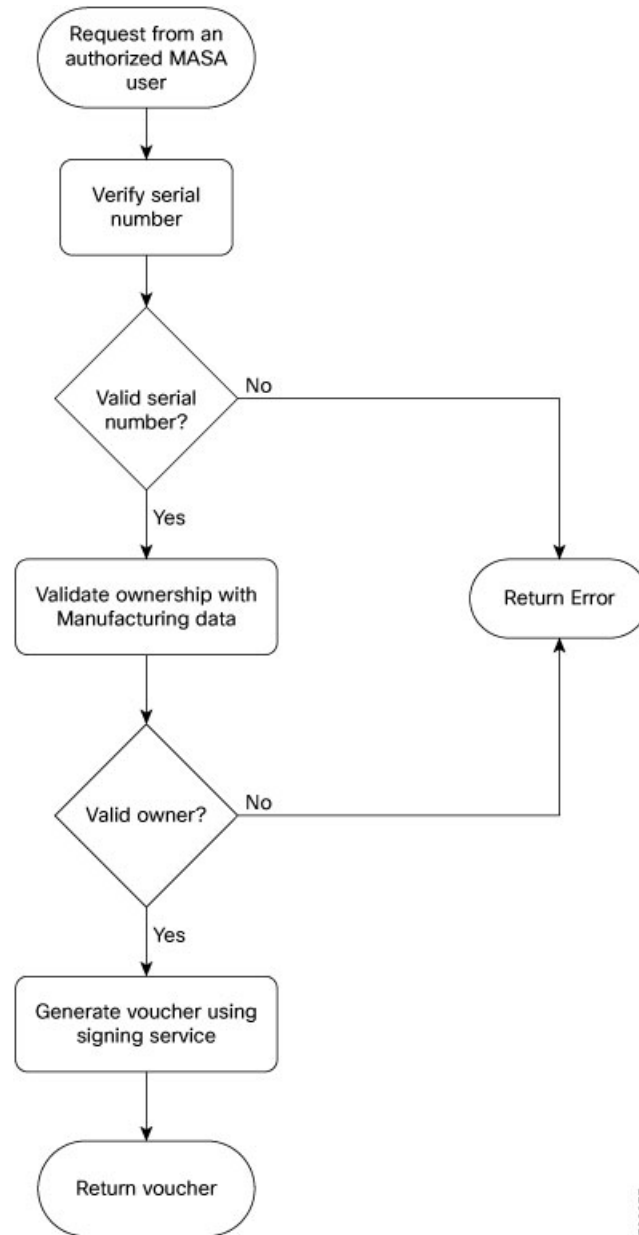 Request from an
authorized MASA
user
Verify serial
number
Valid serial
number?
No
Yes
Validate ownership with
Manufacturing data
Return Error
Valid owner?
No
Yes
Generate voucher using
signing service
Return voucher